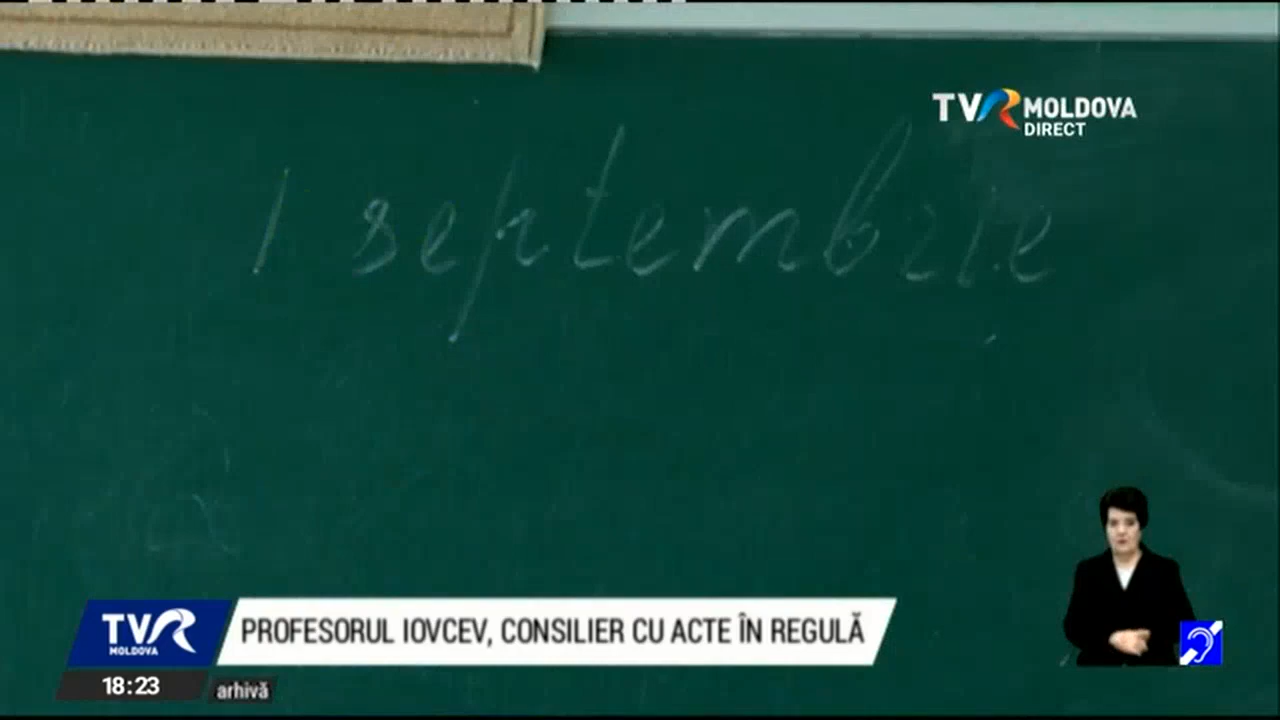 TVR MOLDOVA
DIRECT
1 septembrie
TVR
MOLDOVA
PROFESORUL IOVCEV, CONSILIER CU ACTE ÎN REGULĂ
18:23
arhivă